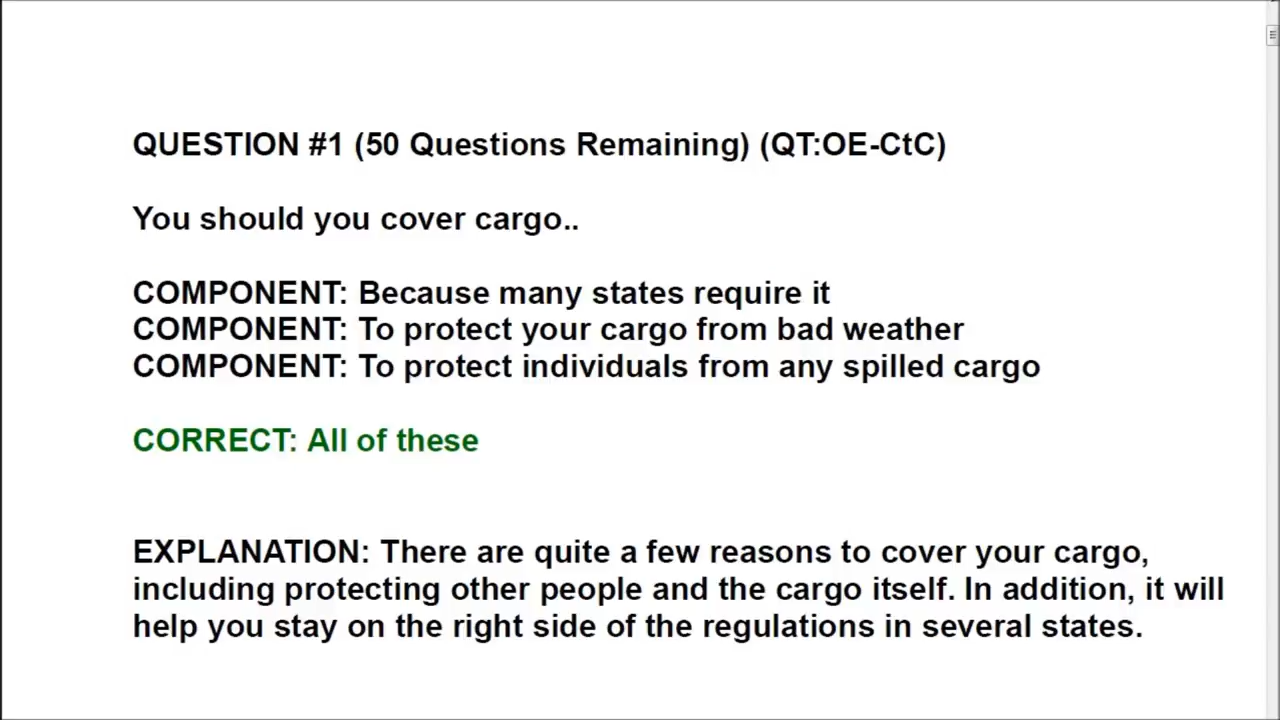 QUESTION #1 (50 Questions Remaining) (QT:OE-CtC)
You should you cover cargo..
COMPONENT: Because many states require it
COMPONENT: To protect your cargo from bad weather
COMPONENT: To protect individuals from any spilled cargo
CORRECT: All of these
EXPLANATION: There are quite a few reasons to cover your cargo,
including protecting other people and the cargo itself. In addition, it will
help you stay on the right side of the regulations in several states.